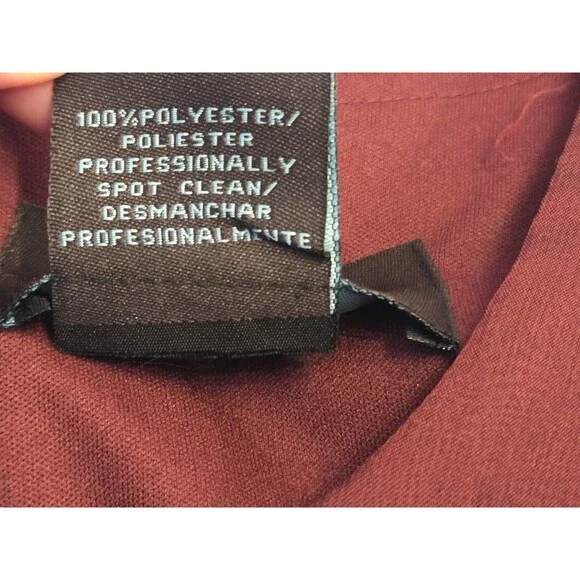 100%POLYESTER/
POLIESTER
PROFESSIONALLY
SPOT CLEAN/
DESMANCHAR
PROFESIONALMENTE